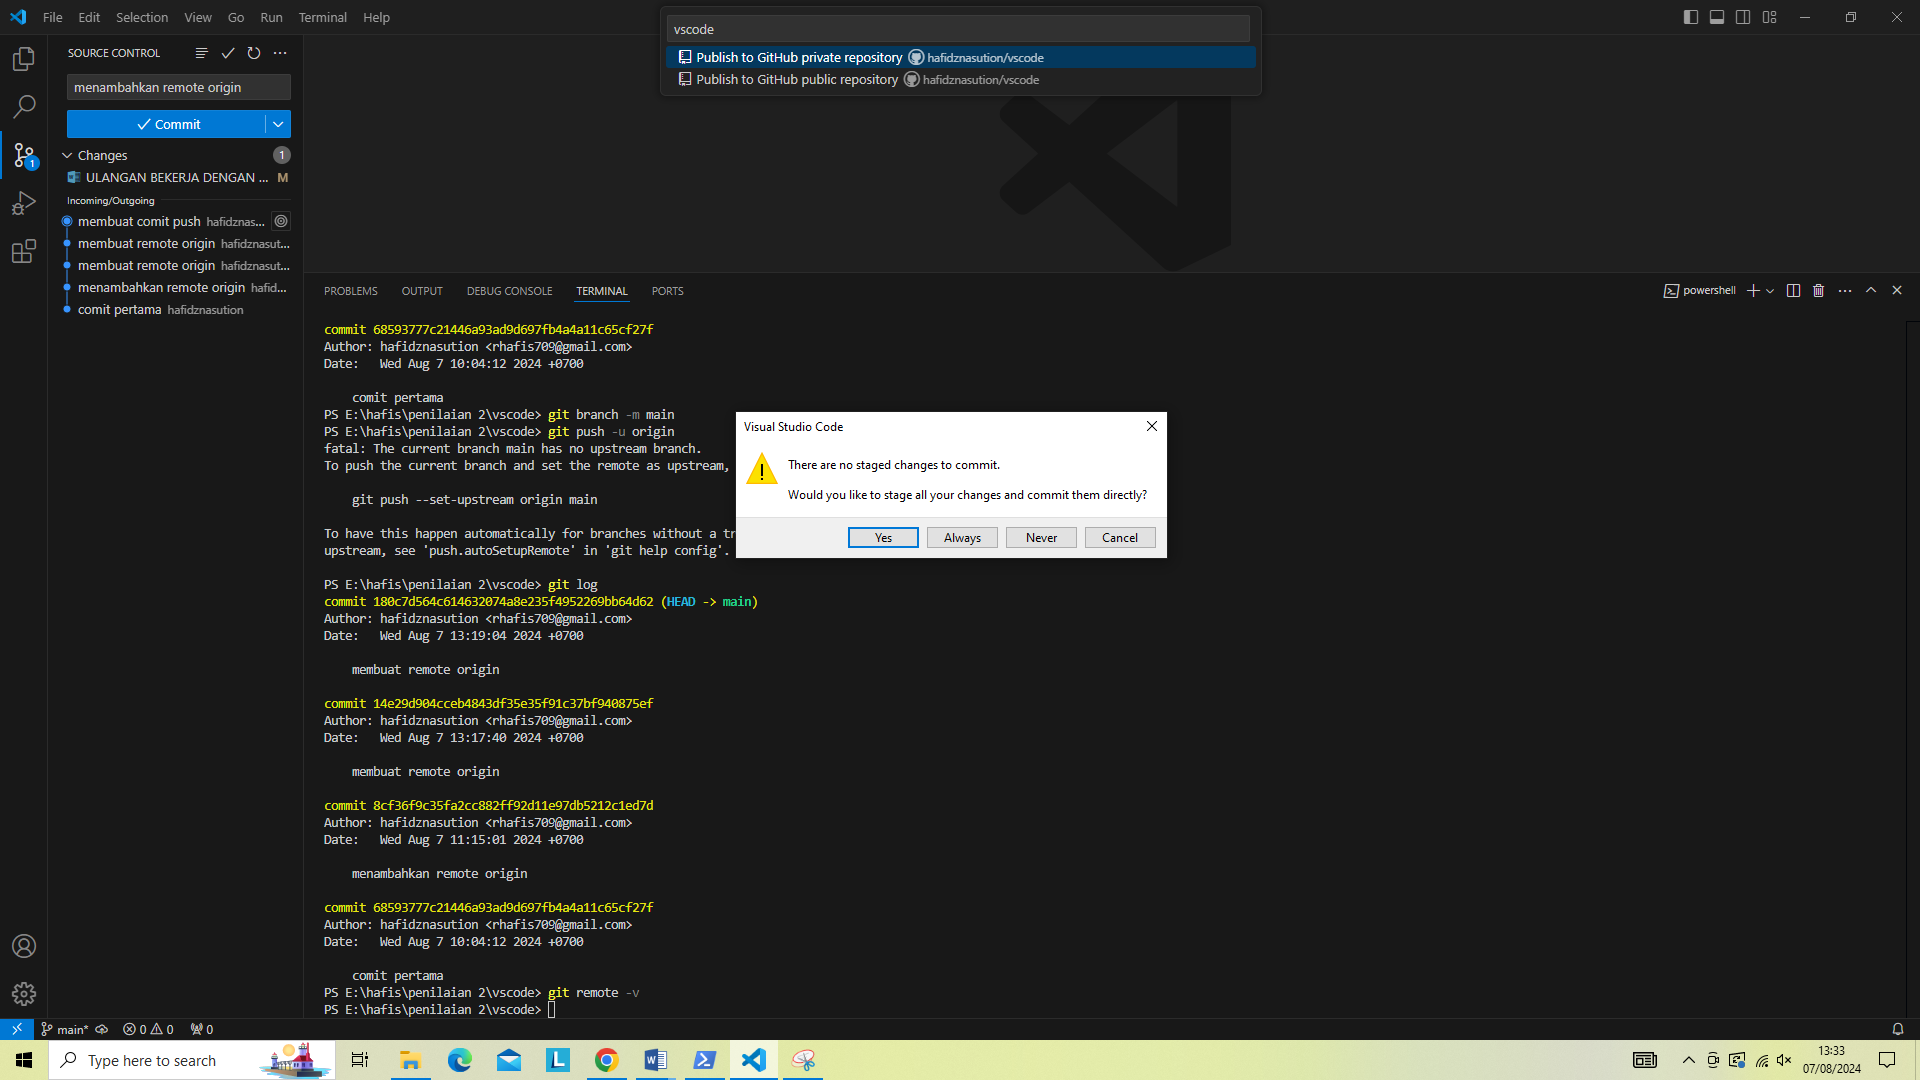 File Edit Selection View Go Run Terminal Help
vscode
Publish to GitHub private repository hafidznasution/vscode
Publish to GitHub public repository hafidznasution/vscode
SOURCE CONTROL
menambahkan remote origin
Commit
Changes 1
ULANGAN BEKERJA DENGAN ... M
Incoming/Outgoing
membuat comit push hafidznas...
membuat remote origin hafidznasut...
membuat remote origin hafidznasut...
menambahkan remote origin hafid...
comit pertama hafidznasution
1
PROBLEMS OUTPUT DEBUG CONSOLE TERMINAL PORTS
powershell
commit 68593777c21446a93ad9d697fb4a4a11c65cf27f
Author: hafidznasution <rhafis709@gmail.com>
Date: Wed Aug 7 10:04:12 2024 +0700
comit pertama
PS E:\hafis\penilaian 2\vscode> git branch -m main
PS E:\hafis\penilaian 2\vscode> git push -u origin
fatal: The current branch main has no upstream branch.
To push the current branch and set the remote as upstream,
git push --set-upstream origin main
To have this happen automatically for branches without a tr
upstream, see 'push.autoSetupRemote' in 'git help config'.
PS E:\hafis\penilaian 2\vscode> git log
commit 180c7d564c614632074a8e235f4952269bb64d62 (HEAD -> main)
Author: hafidznasution <rhafis709@gmail.com>
Date: Wed Aug 7 13:19:04 2024 +0700
membuat remote origin
commit 14e29d904cceb4843df35e35f91c37bf940875ef
Author: hafidznasution <rhafis709@gmail.com>
Date: Wed Aug 7 13:17:40 2024 +0700
membuat remote origin
commit 8cf36f9c35fa2cc882ff92d11e97db5212c1ed7d
Author: hafidznasution <rhafis709@gmail.com>
Date: Wed Aug 7 11:15:01 2024 +0700
menambahkan remote origin
commit 68593777c21446a93ad9d697fb4a4a11c65cf27f
Author: hafidznasution <rhafis709@gmail.com>
Date: Wed Aug 7 10:04:12 2024 +0700
comit pertama
PS E:\hafis\penilaian 2\vscode> git remote -v
PS E:\hafis\penilaian 2\vscode>
Visual Studio Code
There are no staged changes to commit.
Would you like to stage all your changes and commit them directly?
Yes Always Never Cancel
main* 0 0 0
Type here to search
13:33
07/08/2024